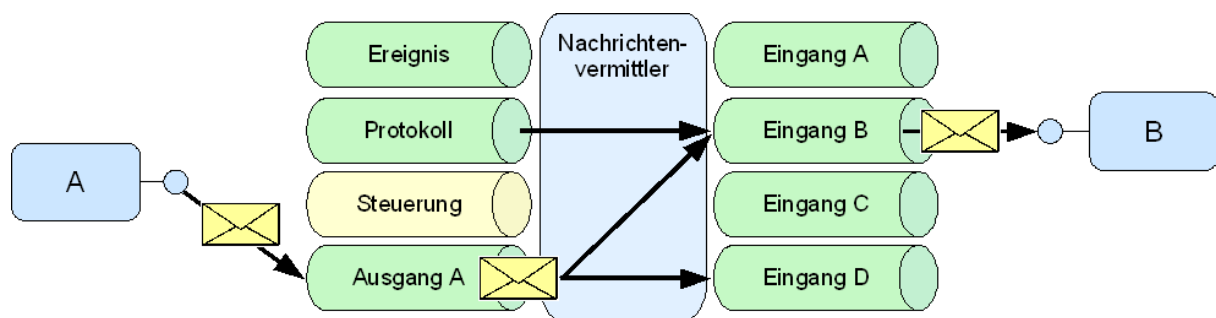 Ereignis
Nachrichten-
vermittler
Eingang A
Protokoll
Eingang B
A
B
Steuerung
Eingang C
Ausgang A
Eingang D